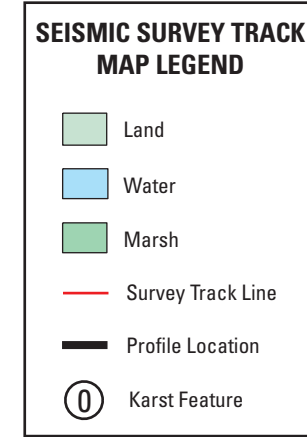 SEISMIC SURVEY TRACK
MAP LEGEND
Land
Water
Marsh
Survey Track Line
Profile Location
0 Karst Feature